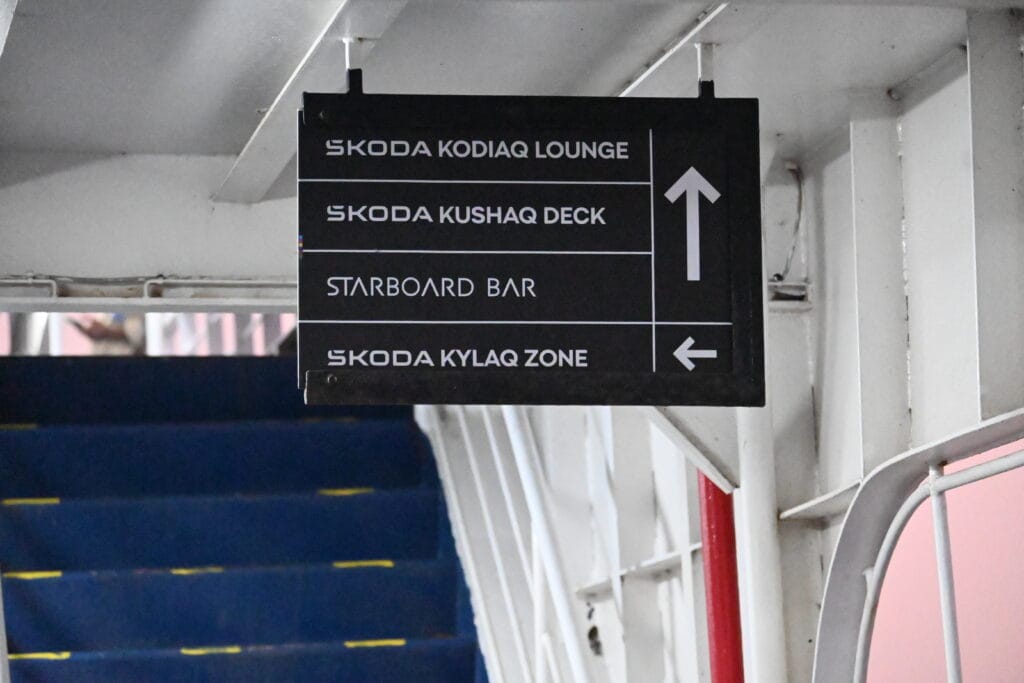 SKODA KODIAQ LOUNGE
SKODA KUSHAQ DECK
STARBOARD BAR
SKODA KYLAQ ZONE